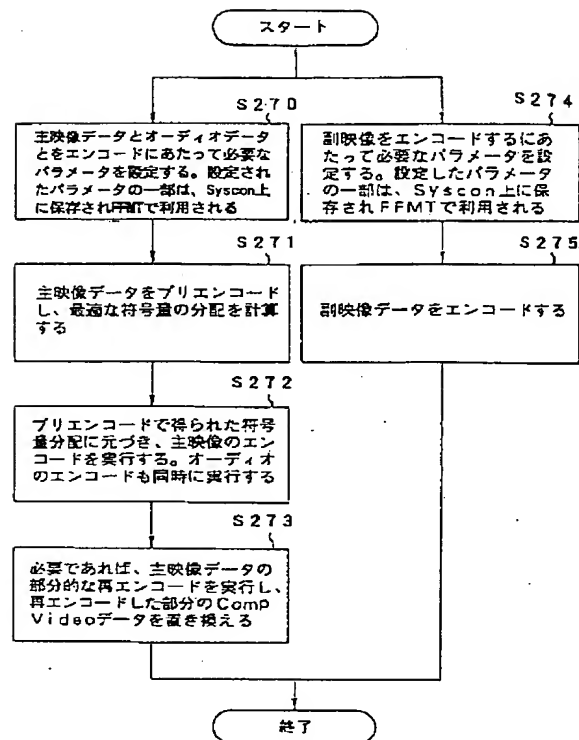 スタート
S270
主映像データとオーディオデータ
とをエンコードにあたって必要な
パラメータを設定する。設定され
たパラメータの一部は、Syscon上
に保存されFFMTで利用される
S274
副映像をエンコードするにあ
たって必要なパラメータを設
定する。設定したパラメータ
の一部は、Syscon上に保
存されFFMTで利用される
S271
主映像データをプリエンコード
し、最適な符号量の分配を計算
する
S275
副映像データをエンコードする
S272
プリエンコードで得られた符号
量分配に元づき、主映像のエン
コードを実行する。オーディオ
のエンコードも同時に実行する
S273
必要であれば、主映像データの
部分的な再エンコードを実行し、
再エンコードした部分のComp
Videoデータを置き換える
終了